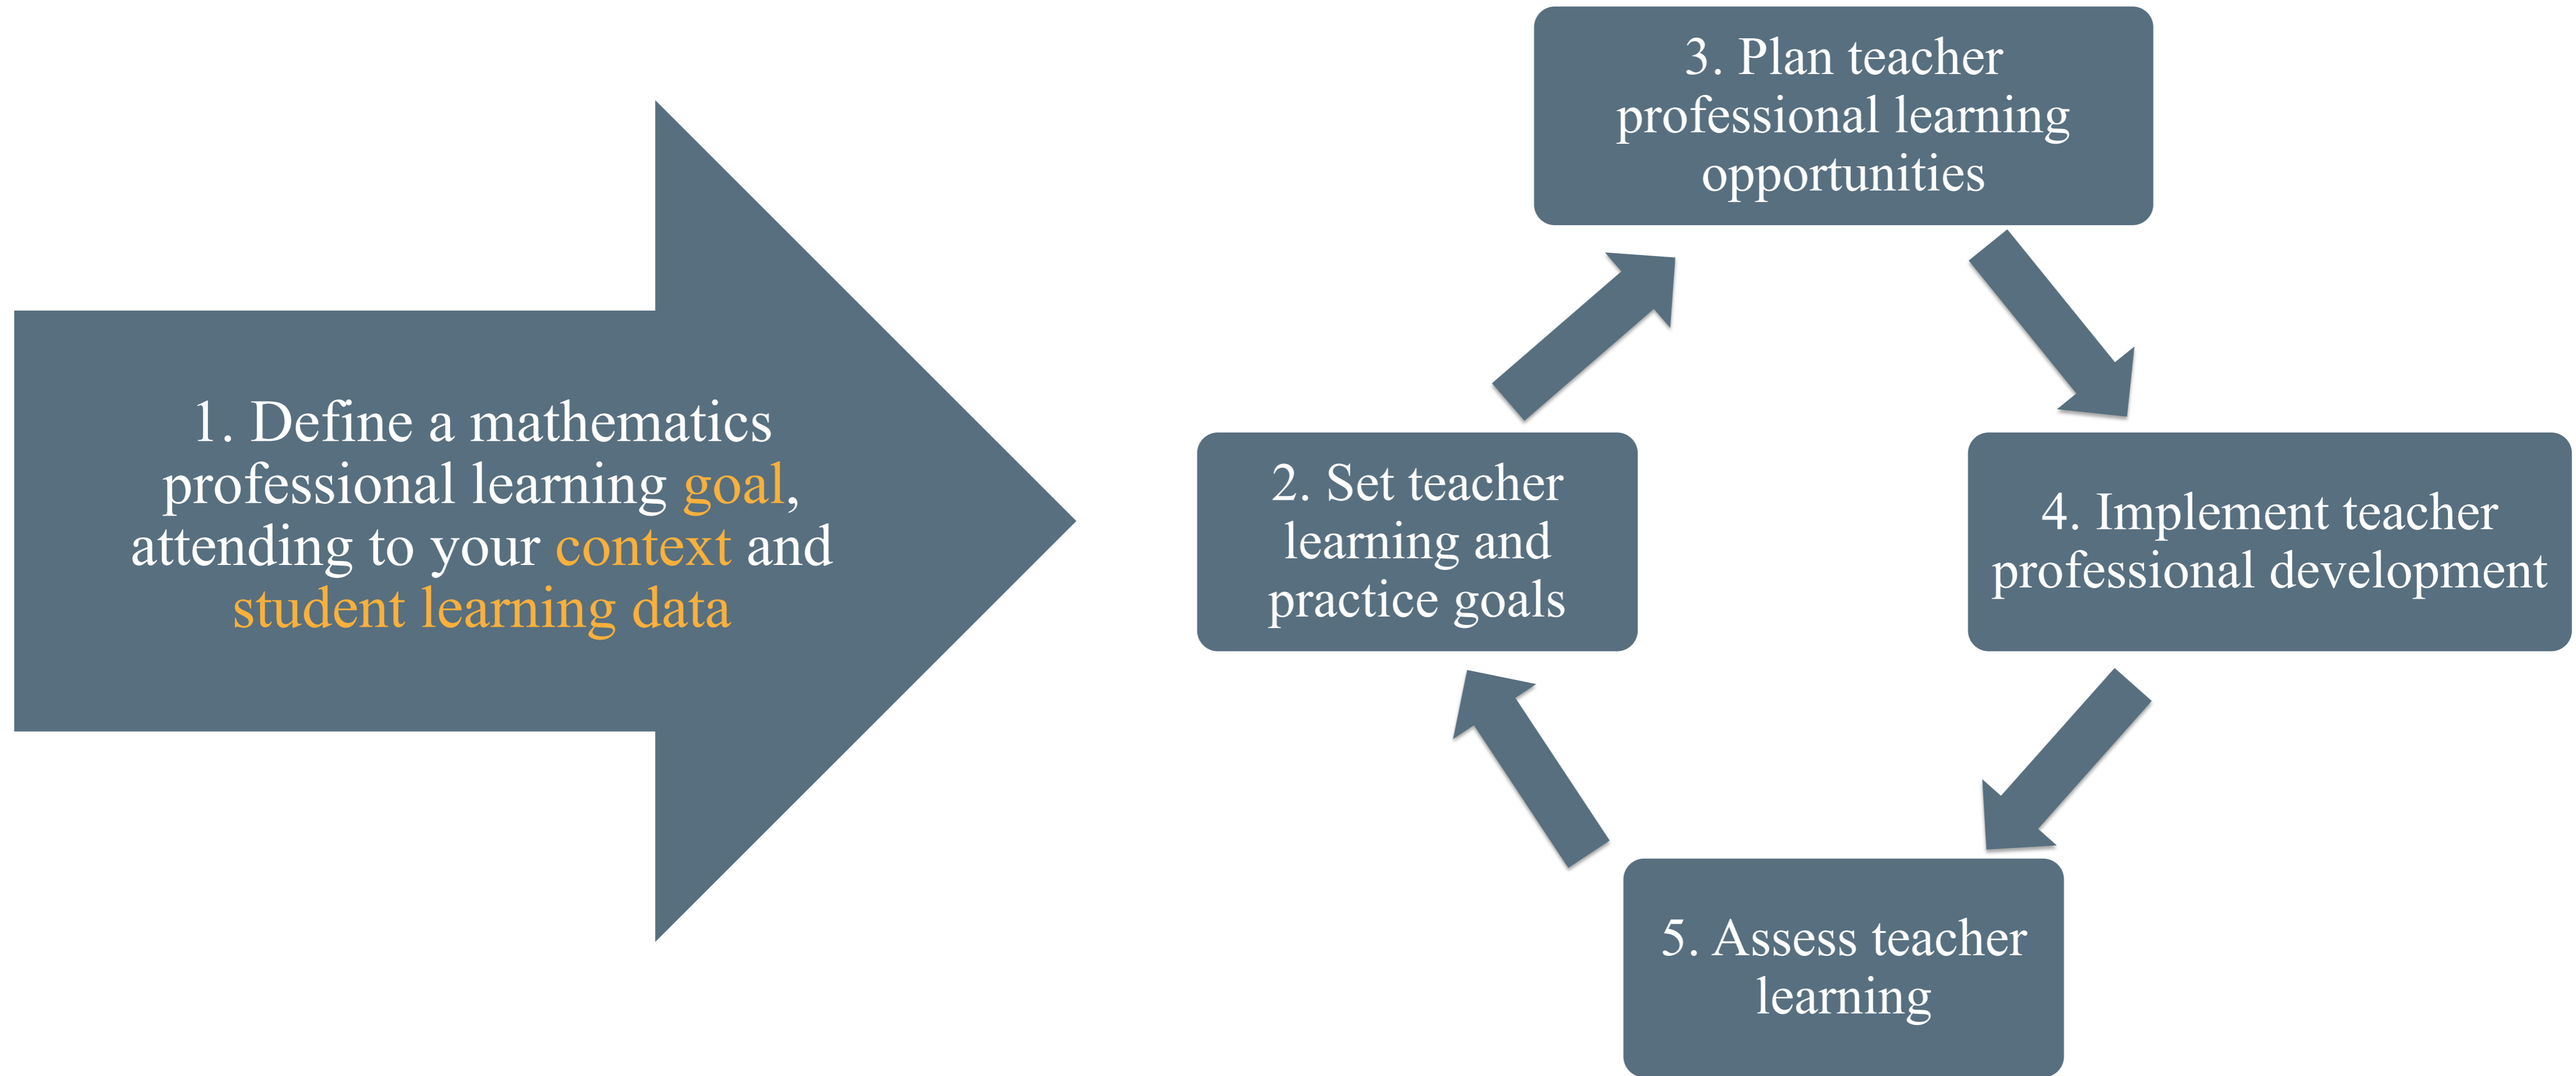 1. Define a mathematics
professional learning goal,
attending to your context and
student learning data
2. Set teacher
learning and
practice goals
3. Plan teacher
professional learning
opportunities
4. Implement teacher
professional development
5. Assess teacher
learning